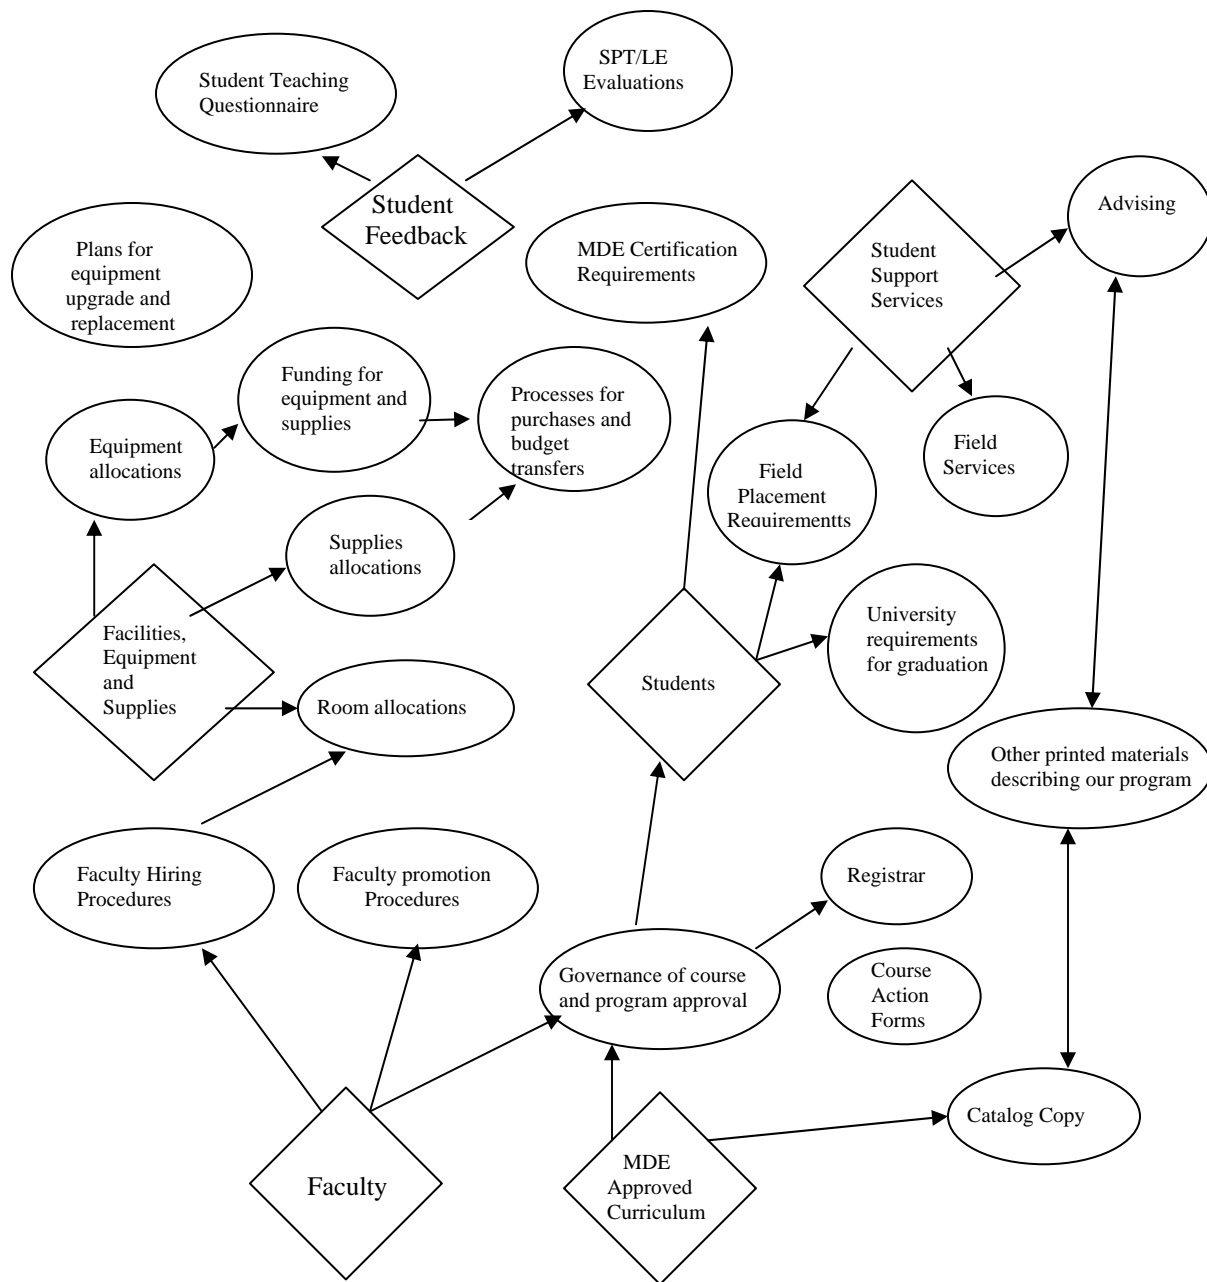 SPT/LE
Evaluations
Student Teaching
Questionnaire
Student
Feedback
Advising
MDE Certification
Requirements
Student
Support
Services
Plans for
equipment
upgrade and
replacement
Funding for
equipment and
supplies
Processes for
purchases and
budget
transfers
Equipment
allocations
Field
Services
Field
Placement
Requirementts
Supplies
allocations
University
requirements
for graduation
Facilities,
Equipment
and
Supplies
Students
Room allocations
Other printed materials
describing our program
Faculty Hiring
Procedures
Faculty promotion
Procedures
Registrar
Governance of course
and program approval
Course
Action
Forms
Catalog Copy
Faculty
MDE
Approved
Curriculum